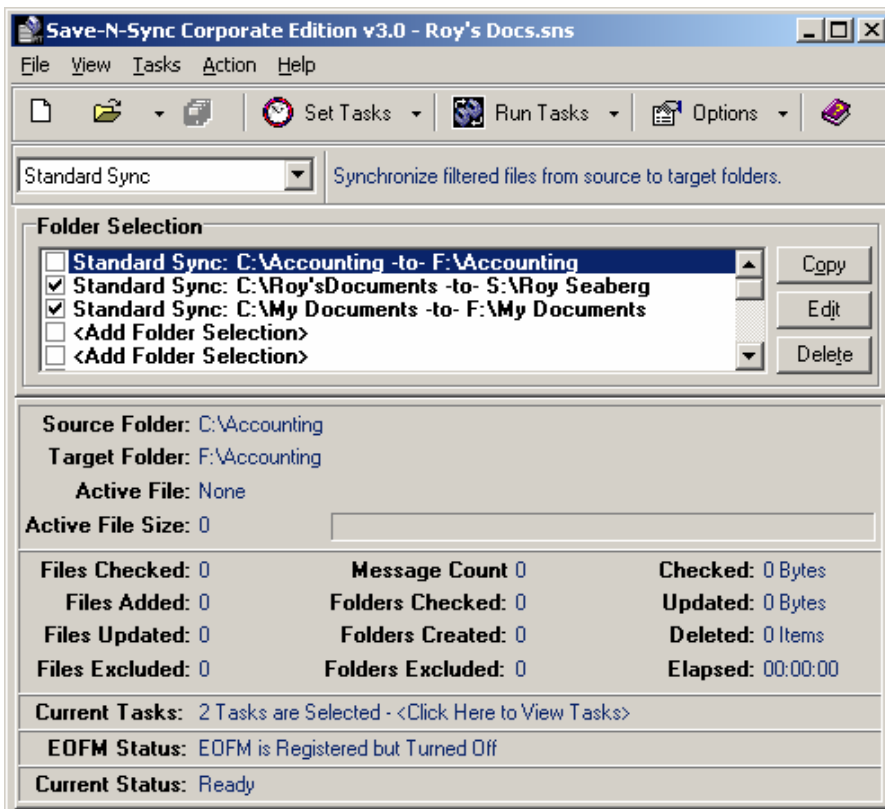 Save-N-Sync Corporate Edition v3.0 - Roy's Docs.sns
File View Tasks Action Help
Set Tasks Run Tasks Options
Standard Sync Synchronize filtered files from source to target folders.
Folder Selection
Standard Sync: C:\Accounting -to- F:\Accounting Copy
Standard Sync: C:\Roy'sDocuments -to- S:\Roy Seaberg
Standard Sync: C:\My Documents -to- F:\My Documents Edit
<Add Folder Selection>
<Add Folder Selection> Delete
Source Folder: C:\Accounting
Target Folder: F:\Accounting
Active File: None
Active File Size: 0
Files Checked: 0 Message Count 0 Checked: 0 Bytes
Files Added: 0 Folders Checked: 0 Updated: 0 Bytes
Files Updated: 0 Folders Created: 0 Deleted: 0 Items
Files Excluded: 0 Folders Excluded: 0 Elapsed: 00:00:00
Current Tasks: 2 Tasks are Selected - <Click Here to View Tasks>
EOFM Status: EOFM is Registered but Turned Off
Current Status: Ready